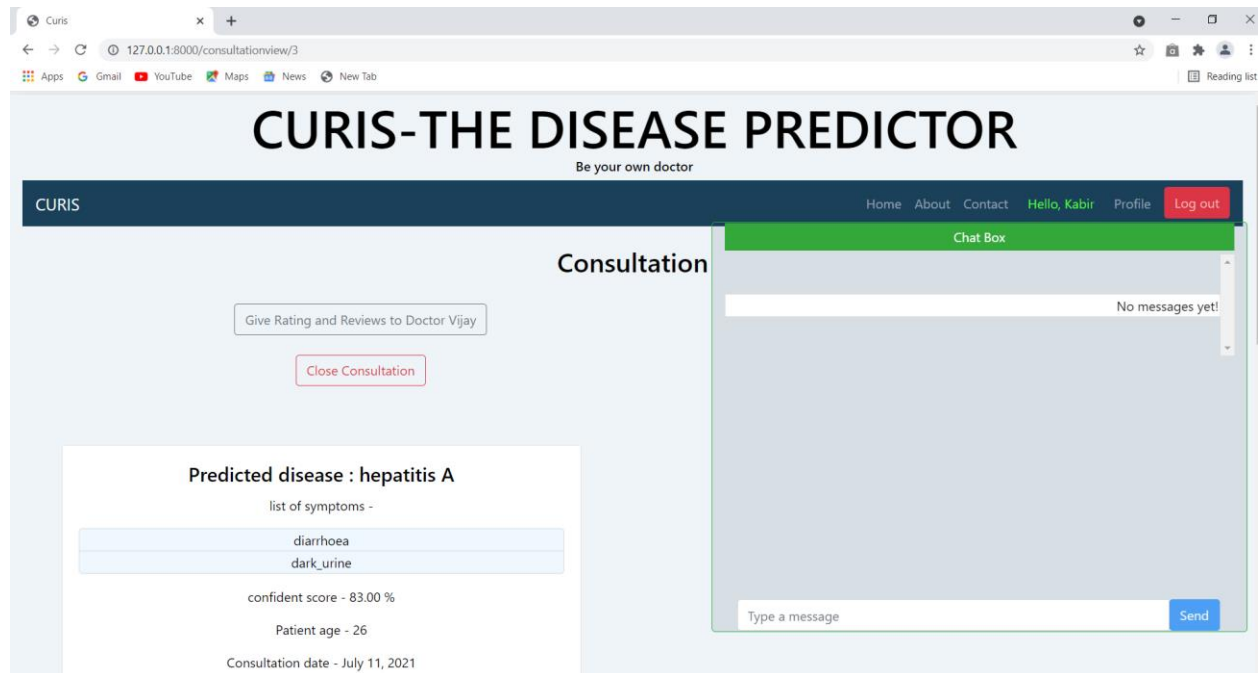 Curis
127.0.0.1:8000/consultationview/3
Apps Gmail YouTube Maps News New Tab Reading list
CURIS-THE DISEASE PREDICTOR
Be your own doctor
CURIS Home About Contact Hello, Kabir Profile Log out
Consultation
Give Rating and Reviews to Doctor Vijay
Close Consultation
Predicted disease : hepatitis A
list of symptoms -
diarrhoea
dark_urine
confident score - 83.00 %
Patient age - 26
Consultation date - July 11, 2021
Chat Box
No messages yet!
Type a message Send